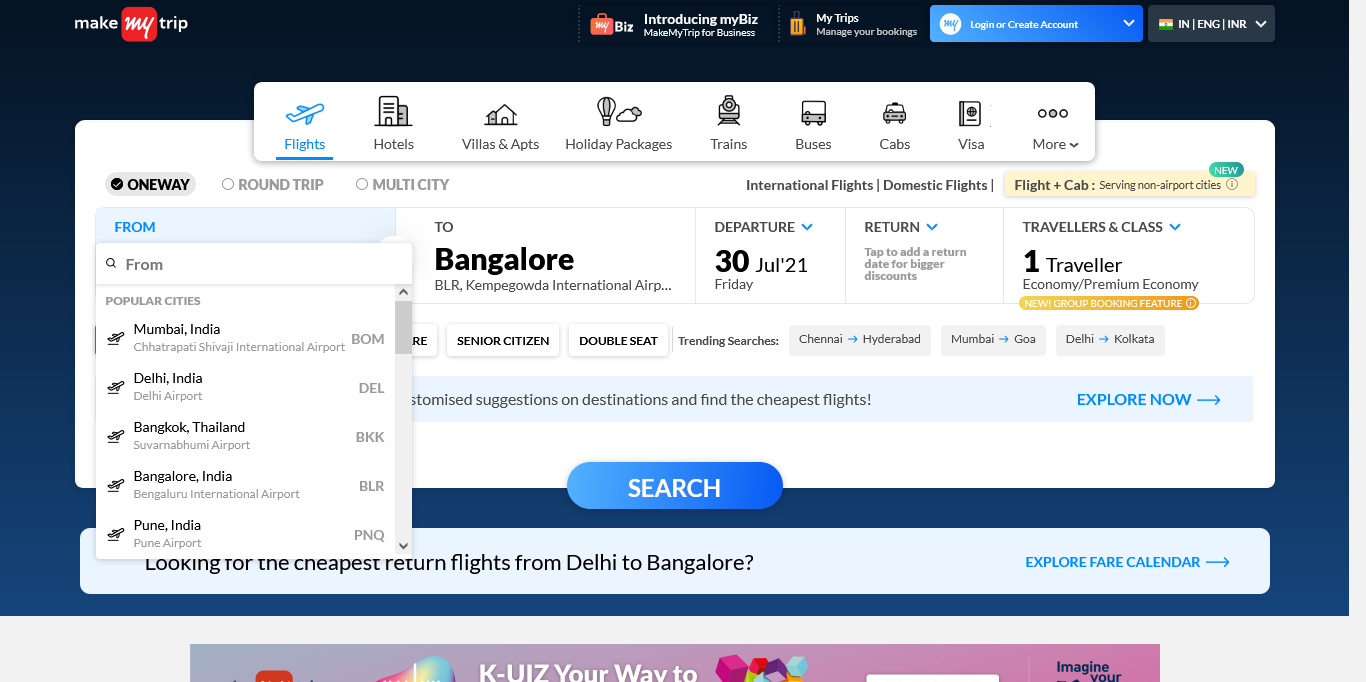 make my trip
Introducing myBiz
my Biz
MakeMyTrip for Business
My Trips
Manage your bookings
my Login or Create Account
IN | ENG | INR
Flights
Hotels
Villas & Apts
Holiday Packages
Trains
Buses
Cabs
Visa
More
ONEWAY
ROUND TRIP
MULTI CITY
International Flights | Domestic Flights |
NEW
Flight + Cab : Serving non-airport cities
FROM
TO
DEPARTURE
RETURN
TRAVELLERS & CLASS
From
Bangalore
BLR, Kempegowda International Airp...
30 Jul'21
Friday
Tap to add a return
date for bigger
discounts
1 Traveller
Economy/Premium Economy
NEW! GROUP BOOKING FEATURE
POPULAR CITIES
Mumbai, India
Chhatrapati Shivaji International Airport
BOM
Delhi, India
Delhi Airport
DEL
Bangkok, Thailand
Suvarnabhumi Airport
BKK
Bangalore, India
Bengaluru International Airport
BLR
Pune, India
Pune Airport
PNQ
RE
SENIOR CITIZEN
DOUBLE SEAT
Trending Searches:
Chennai → Hyderabad
Mumbai → Goa
Delhi → Kolkata
stomised suggestions on destinations and find the cheapest flights!
EXPLORE NOW
SEARCH
Looking for the cheapest return flights from Delhi to Bangalore?
EXPLORE FARE CALENDAR
K-UIZ Your Way to
Imagine
your